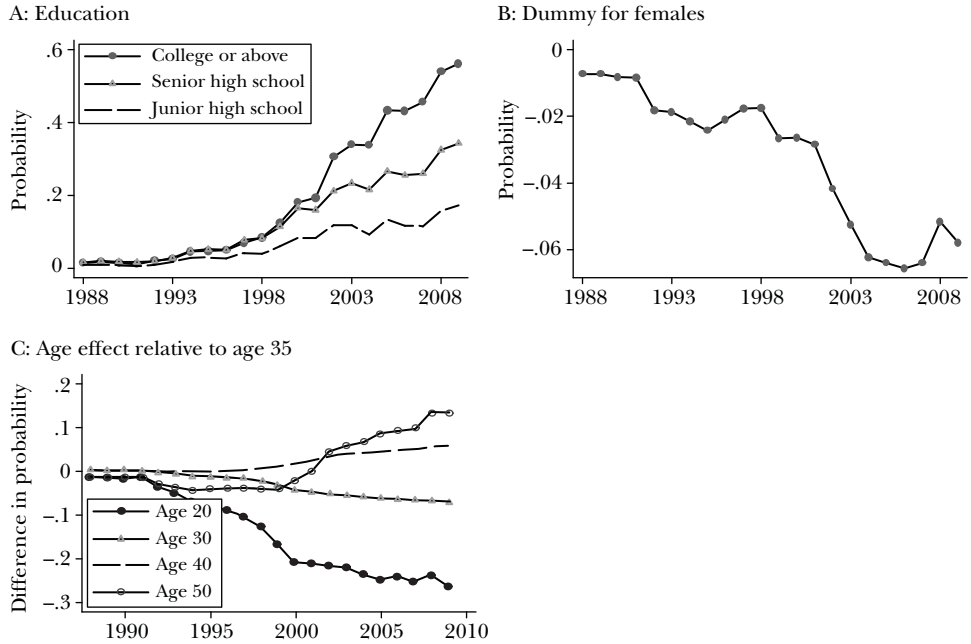 A: Education
Probability
.6
.4
.2
0
College or above
Senior high school
Junior high school
1988 1993 1998 2003 2008
B: Dummy for females
Probability
0
−.02
−.04
−.06
1988 1993 1998 2003 2008
C: Age effect relative to age 35
Difference in probability
.2
.1
0
−.1
−.2
−.3
Age 20
Age 30
Age 40
Age 50
1990 1995 2000 2005 2010